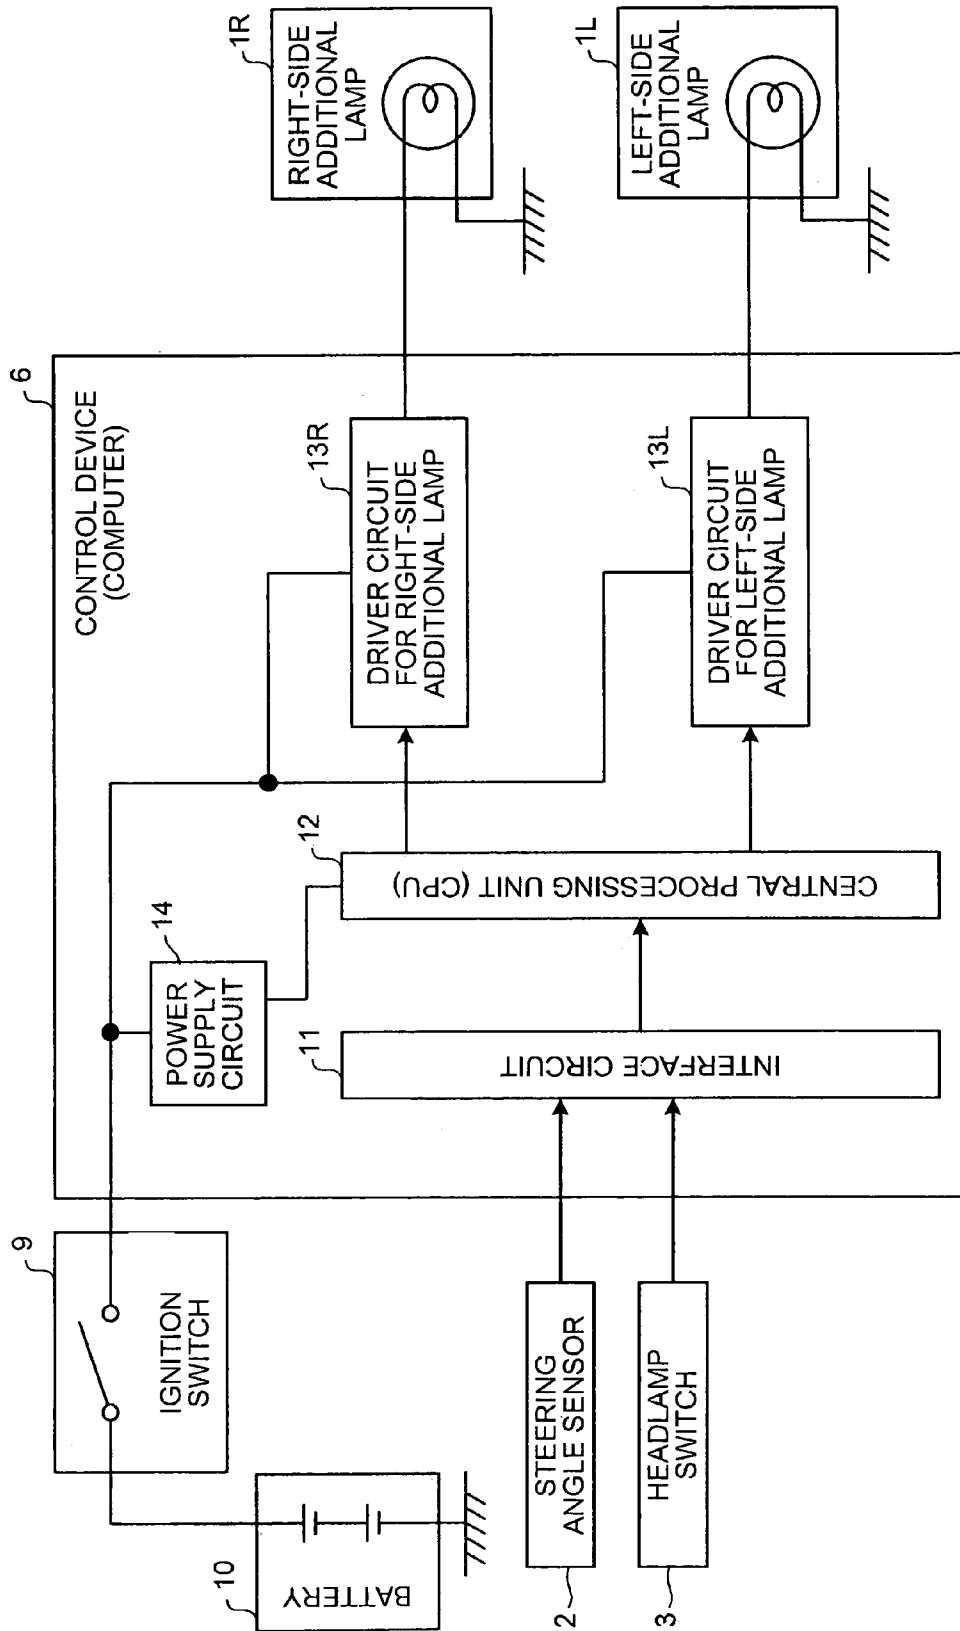 10
BATTERY
9
IGNITION
SWITCH
6
CONTROL DEVICE
(COMPUTER)
14
POWER
SUPPLY
CIRCUIT
2
STEERING
ANGLE SENSOR
3
HEADLAMP
SWITCH
11
INTERFACE CIRCUIT
12
CENTRAL PROCESSING UNIT (CPU)
13R
DRIVER CIRCUIT
FOR RIGHT-SIDE
ADDITIONAL LAMP
13L
DRIVER CIRCUIT
FOR LEFT-SIDE
ADDITIONAL LAMP
1R
RIGHT-SIDE
ADDITIONAL
LAMP
1L
LEFT-SIDE
ADDITIONAL
LAMP